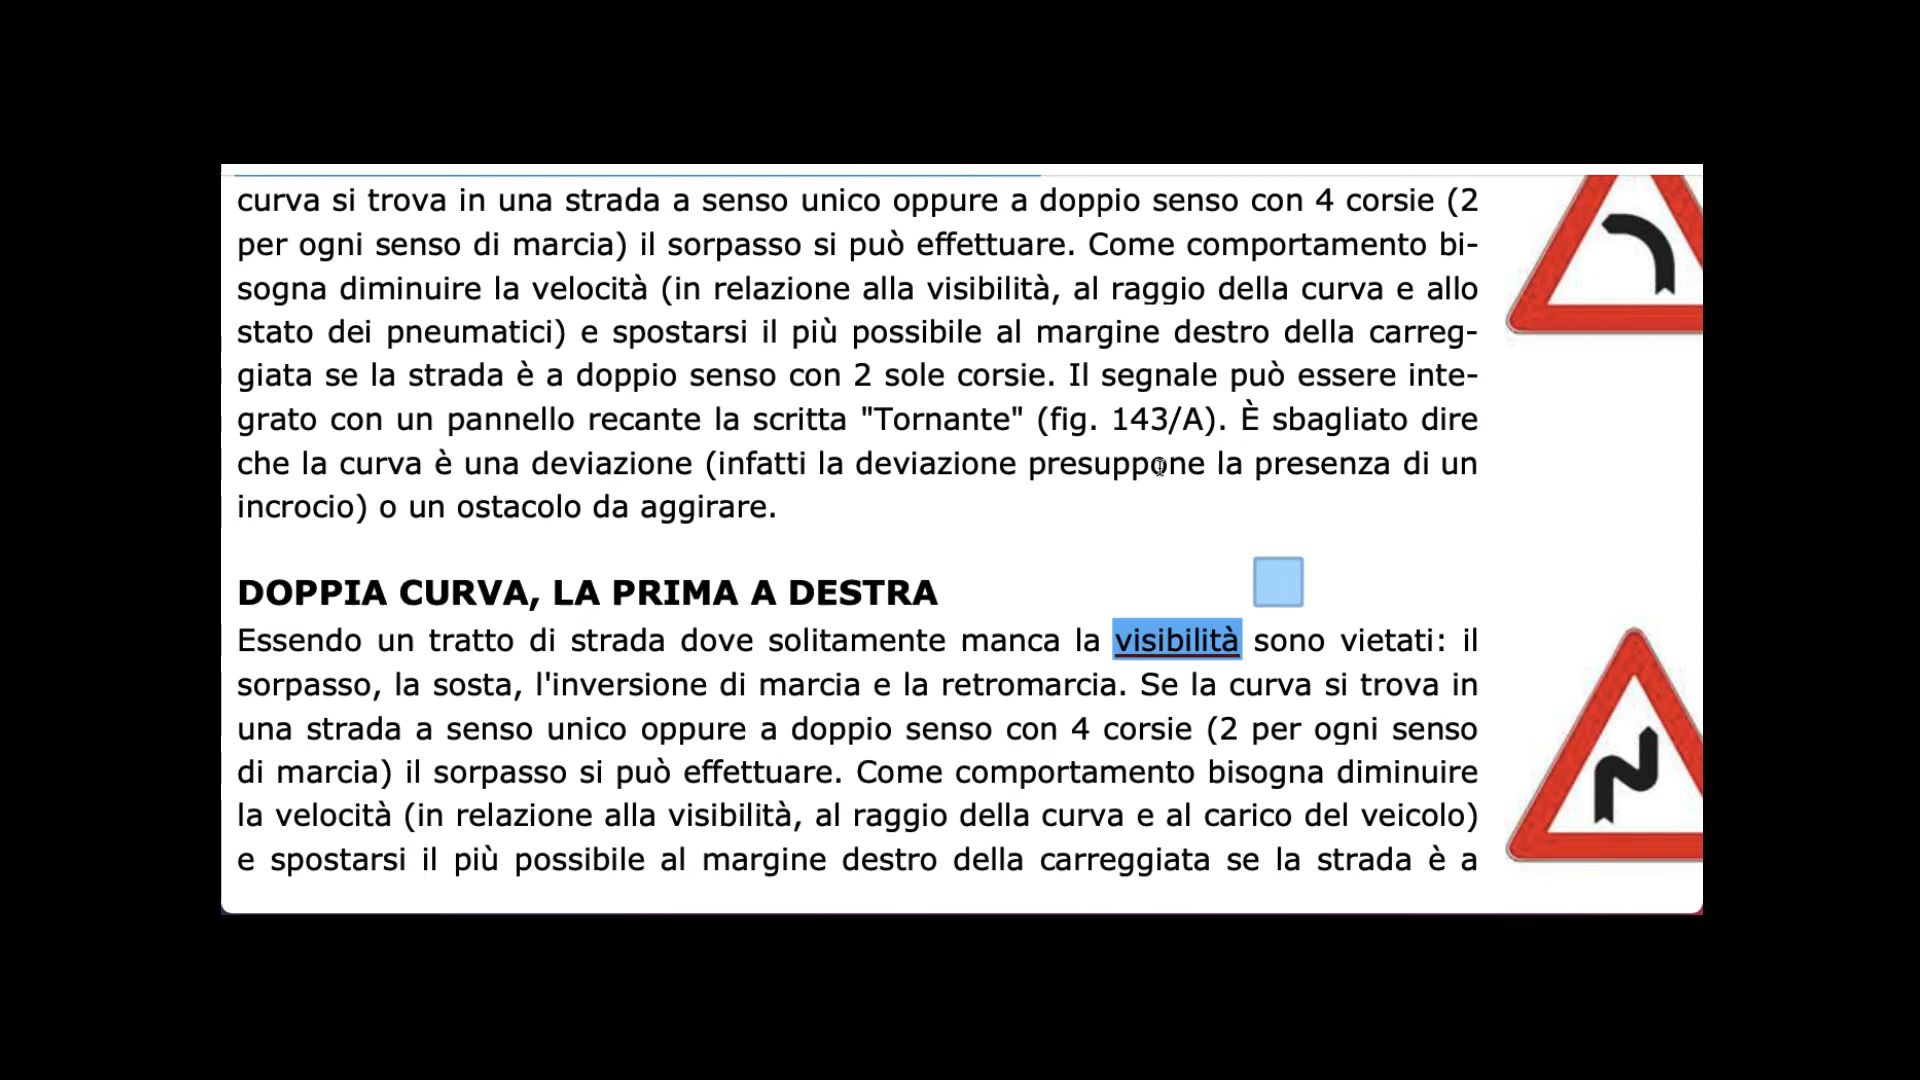 curva si trova in una strada a senso unico oppure a doppio senso con 4 corsie (2
per ogni senso di marcia) il sorpasso si può effettuare. Come comportamento bi-
sogna diminuire la velocità (in relazione alla visibilità, al raggio della curva e allo
stato dei pneumatici) e spostarsi il più possibile al margine destro della carreg-
giata se la strada è a doppio senso con 2 sole corsie. Il segnale può essere inte-
grato con un pannello recante la scritta "Tornante" (fig. 143/A). È sbagliato dire
che la curva è una deviazione (infatti la deviazione presuppone la presenza di un
incrocio) o un ostacolo da aggirare.
DOPPIA CURVA, LA PRIMA A DESTRA
Essendo un tratto di strada dove solitamente manca la visibilità sono vietati: il
sorpasso, la sosta, l'inversione di marcia e la retromarcia. Se la curva si trova in
una strada a senso unico oppure a doppio senso con 4 corsie (2 per ogni senso
di marcia) il sorpasso si può effettuare. Come comportamento bisogna diminuire
la velocità (in relazione alla visibilità, al raggio della curva e al carico del veicolo)
e spostarsi il più possibile al margine destro della carreggiata se la strada è a